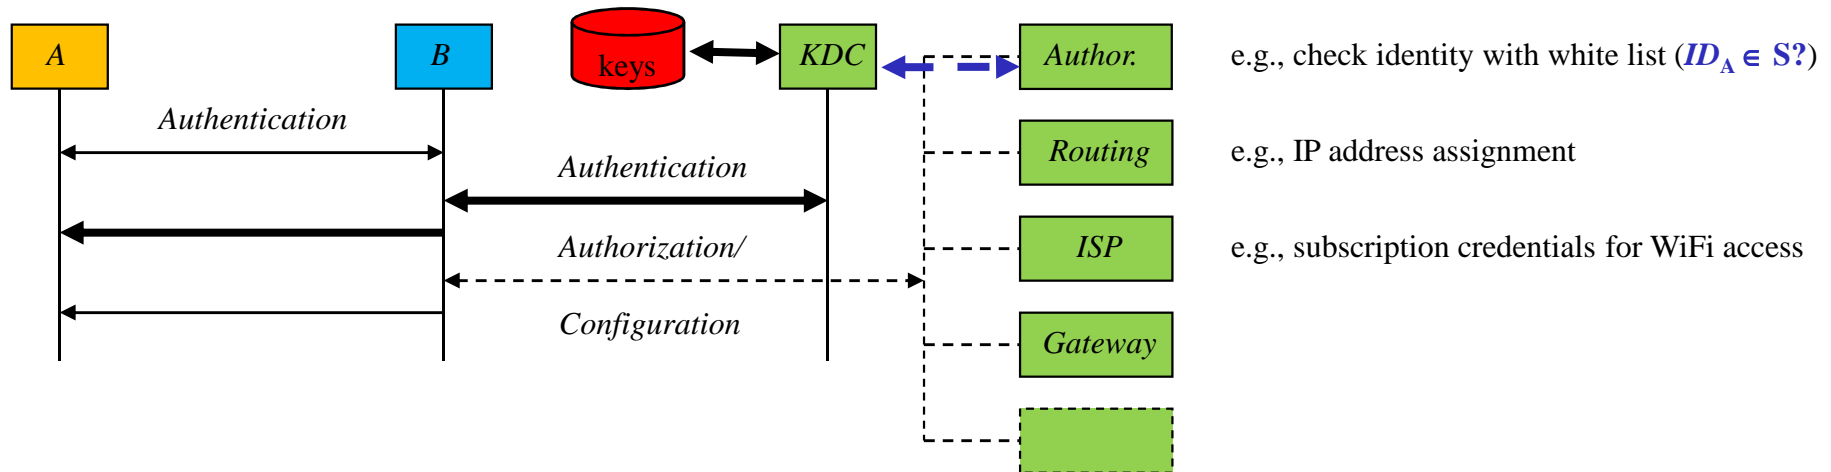 A
B
keys
KDC
Author.
e.g., check identity with white list (ID_A ∈ S?)
Authentication
Routing
e.g., IP address assignment
Authentication
Authorization/
ISP
e.g., subscription credentials for WiFi access
Configuration
Gateway